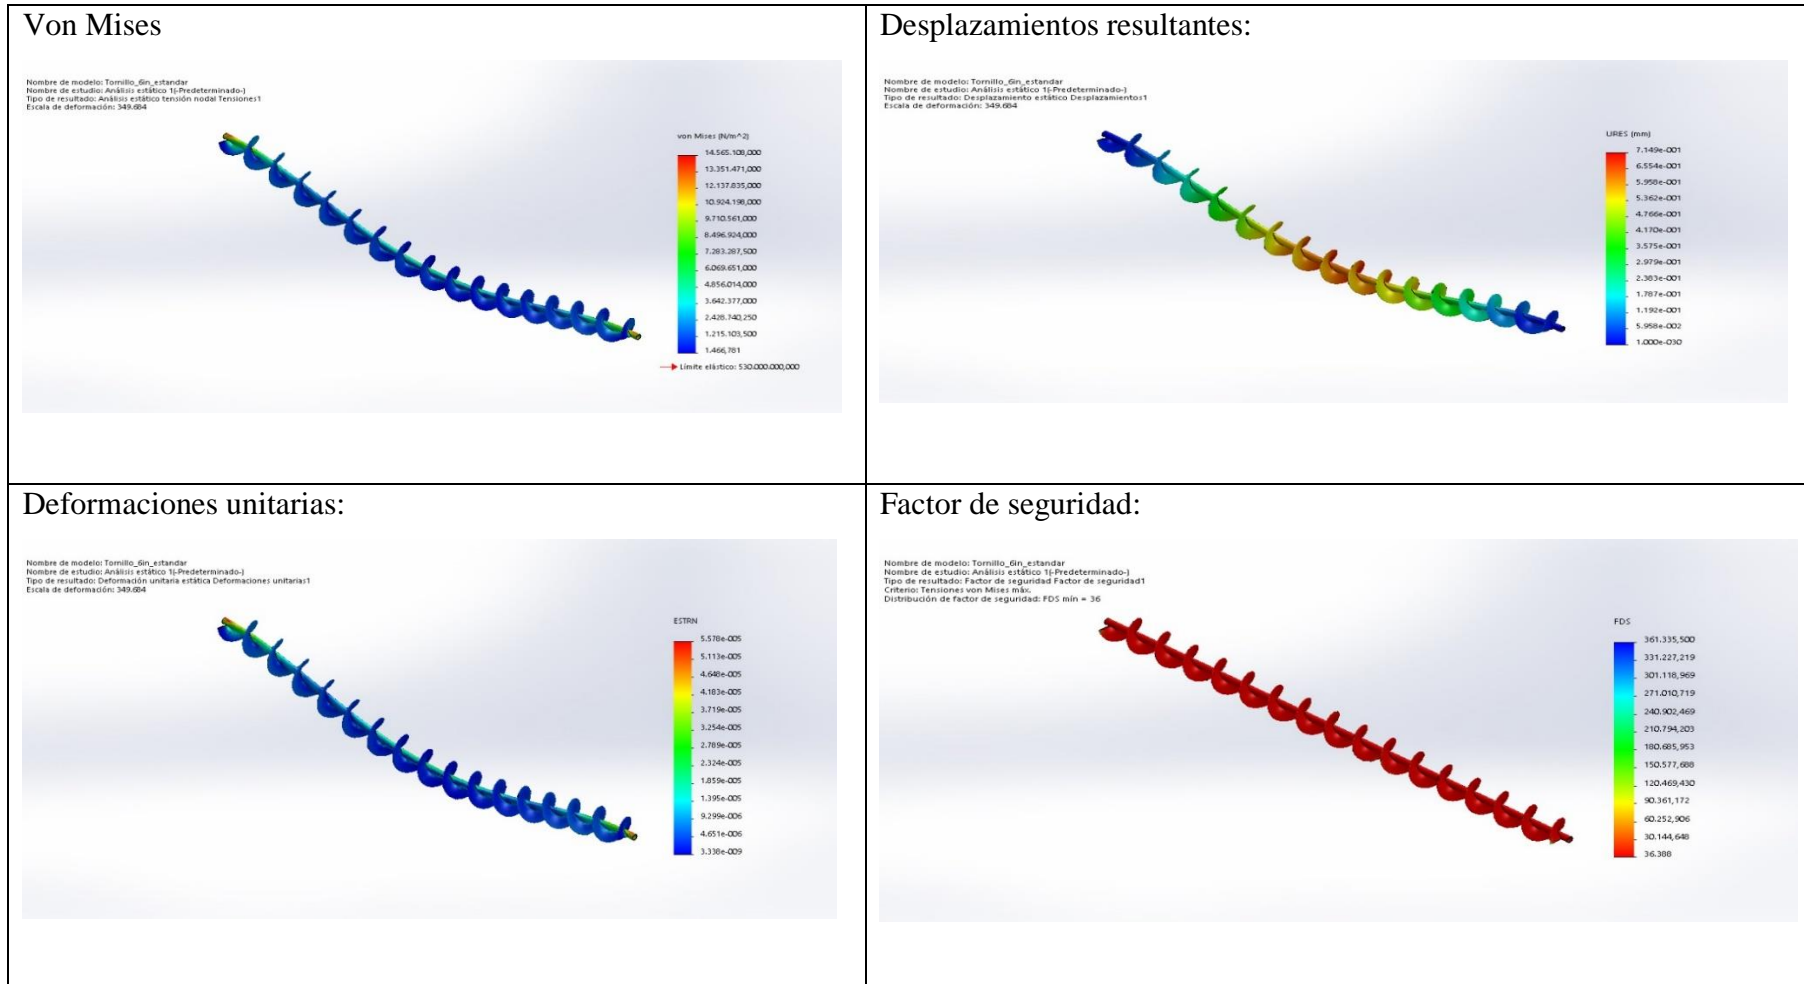 Von Mises
Nombre de modelo: Tornillo_6in_estandar
Nombre de estudio: Análisis estático 1(-Predeterminado-)
Tipo de resultado: Análisis estático tensión nodal Tensiones1
Escala de deformación: 349.684
von Mises (N/m^2)
14.565.108,000
13.351.471,000
12.137.835,000
10.924.198,000
9.710.561,000
8.496.924,000
7.283.287,500
6.069.651,000
4.856.014,000
3.642.377,000
2.428.740,250
1.215.103,500
1.466,781
Límite elástico: 530.000.000,000
Desplazamientos resultantes:
Nombre de modelo: Tornillo_6in_estandar
Nombre de estudio: Análisis estático 1(-Predeterminado-)
Tipo de resultado: Desplazamiento estático Desplazamientos1
Escala de deformación: 349.684
URES (mm)
7.149e-001
6.554e-001
5.958e-001
5.362e-001
4.766e-001
4.170e-001
3.575e-001
2.979e-001
2.383e-001
1.787e-001
1.192e-001
5.958e-002
1.000e-030
Deformaciones unitarias:
Nombre de modelo: Tornillo_6in_estandar
Nombre de estudio: Análisis estático 1(-Predeterminado-)
Tipo de resultado: Deformación unitaria estática Deformaciones unitarias1
Escala de deformación: 349.684
ESTRN
5.578e-005
5.113e-005
4.648e-005
4.183e-005
3.719e-005
3.254e-005
2.789e-005
2.324e-005
1.859e-005
1.395e-005
9.299e-006
4.651e-006
3.338e-009
Factor de seguridad:
Nombre de modelo: Tornillo_6in_estandar
Nombre de estudio: Análisis estático 1(-Predeterminado-)
Tipo de resultado: Factor de seguridad Factor de seguridad1
Criterio: Tensiones von Mises máx.
Distribución de factor de seguridad: FDS mín = 36
FDS
361.335,500
331.227,219
301.118,969
271.010,719
240.902,469
210.794,203
180.685,953
150.577,688
120.469,430
90.361,172
60.252,906
30.144,648
36.388